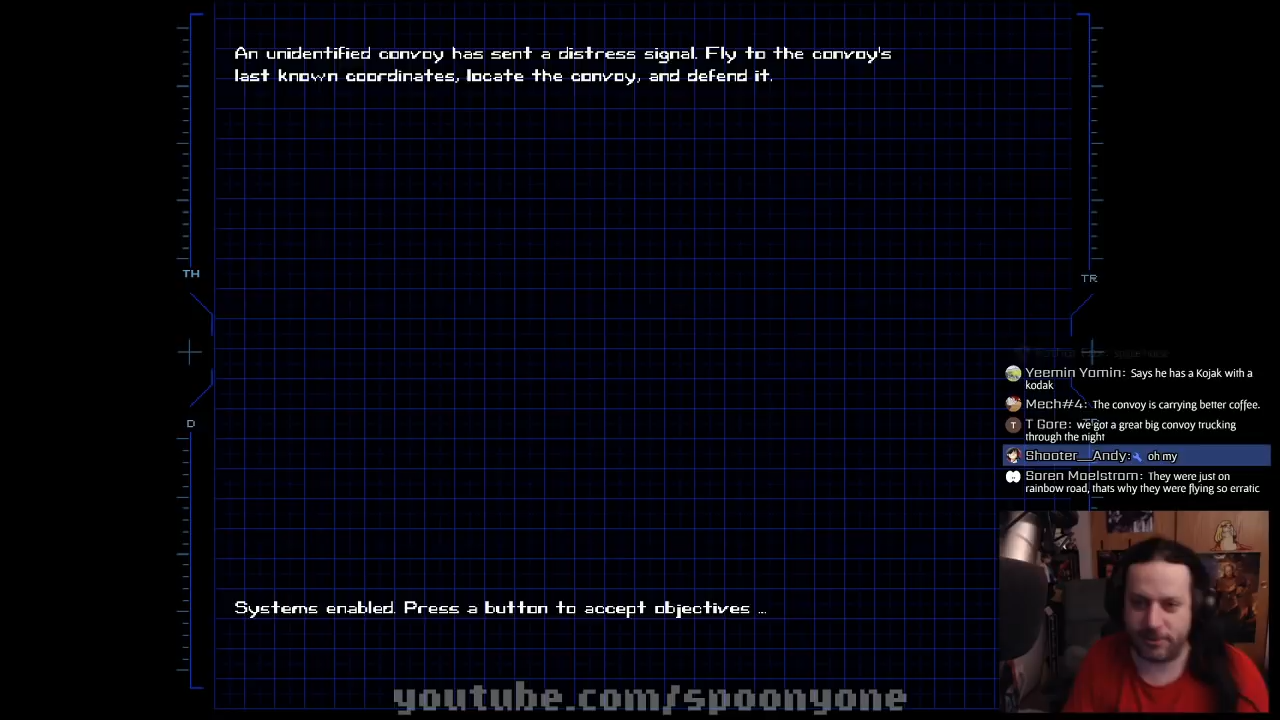 An unidentified convoy has sent a distress signal. Fly to the convoy's
last known coordinates, locate the convoy, and defend it.
TH
TR
Yeemin Yomin: Says he has a Kojak with a
kodak
Mech#4: The convoy is carrying better coffee.
D
T Gore: we got a great big convoy trucking
through the night
Shooter__Andy: oh my
Soren Maelstrom: They were just on
rainbow road, thats why they were flying so erratic
Systems enabled. Press a button to accept objectives ...
youtube.com/spoonyone